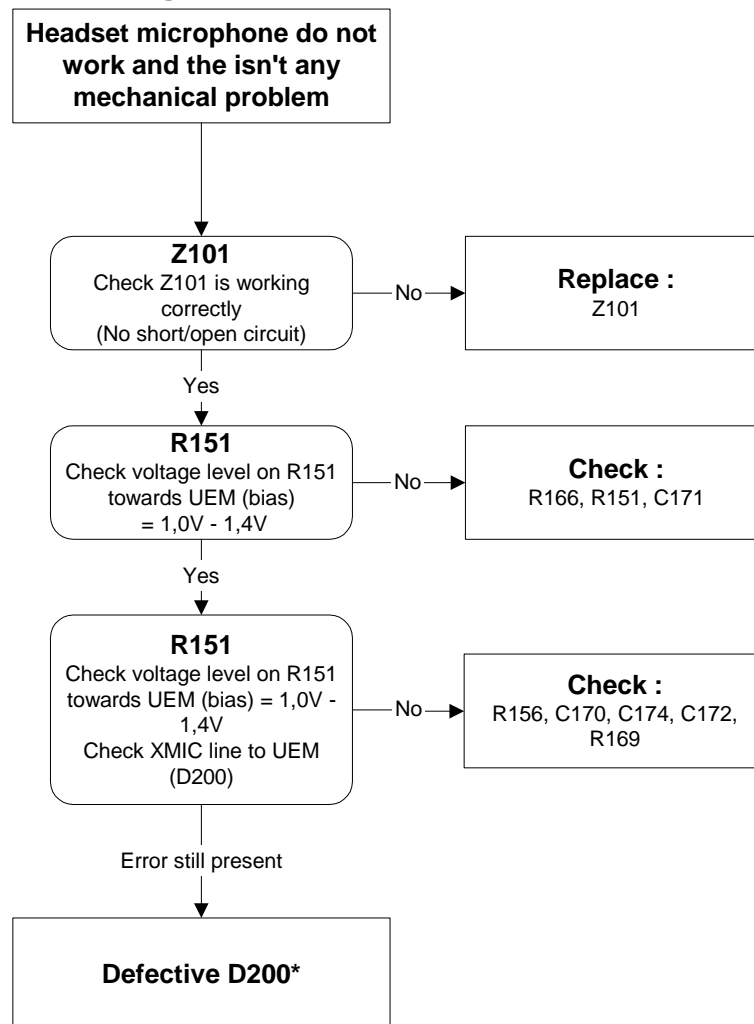 Headset microphone do not
work and the isn't any
mechanical problem
Z101
Check Z101 is working
correctly
(No short/open circuit)
No
Replace :
Z101
Yes
R151
Check voltage level on R151
towards UEM (bias)
= 1,0V - 1,4V
No
Check :
R166, R151, C171
Yes
R151
Check voltage level on R151
towards UEM (bias) = 1,0V -
1,4V
Check XMIC line to UEM
(D200)
No
Check :
R156, C170, C174, C172,
R169
Error still present
Defective D200*